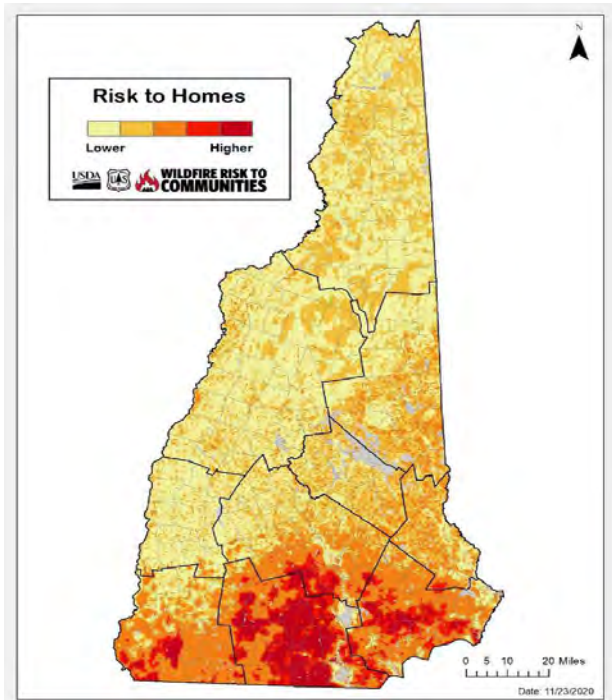 N
Risk to Homes
Lower Higher
USDA WILDFIRE RISK TO
COMMUNITIES
0 5 10 20 Miles
Date: 11/23/2020